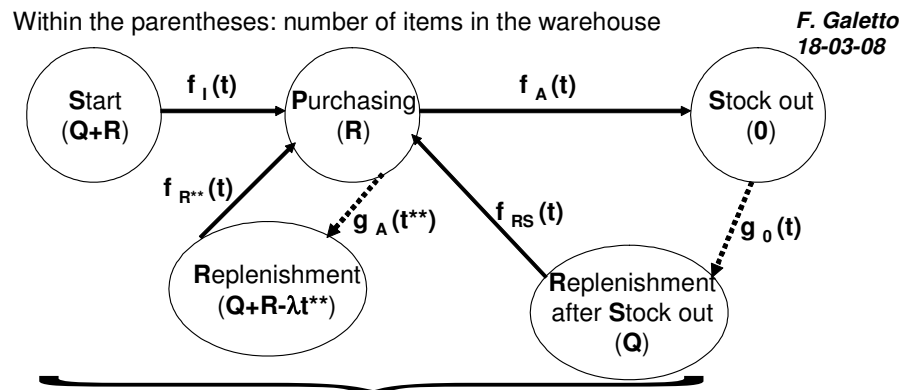 Within the parentheses: number of items in the warehouse
F. Galetto
18-03-08
Start
(Q+R)
f I (t)
Purchasing
(R)
f A (t)
Stock out
(0)
f R** (t)
g A (t**)
f RS (t)
g 0 (t)
Replenishment
(Q+R-λt**)
Replenishment
after Stock out
(Q)